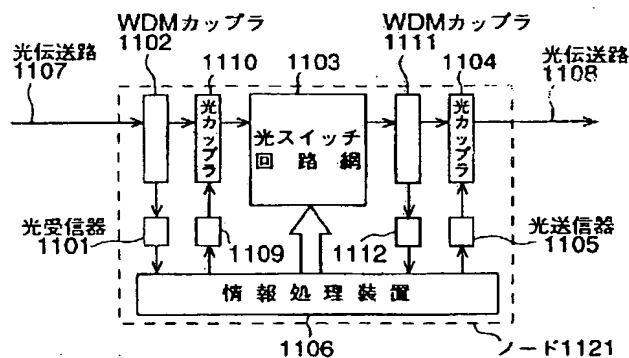 WDMカップラ
1102
WDMカップラ
1111
光伝送路
1107
1110
1103
1104
光伝送路
1108
光カップラ
光スイッチ
回路網
光カップラ
光受信器
1101
1109
1112
光送信器
1105
情報処理装置
1106
ノード1121